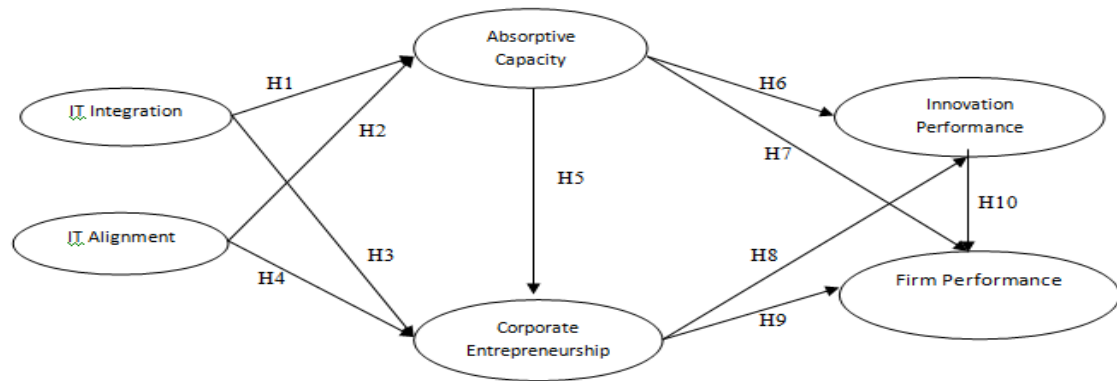 Absorptive
Capacity
H1
H6
IT Integration
Innovation
Performance
H2
H7
H5
H10
IT Alignment
H3
H8
H4
Firm Performance
H9
Corporate
Entrepreneurship